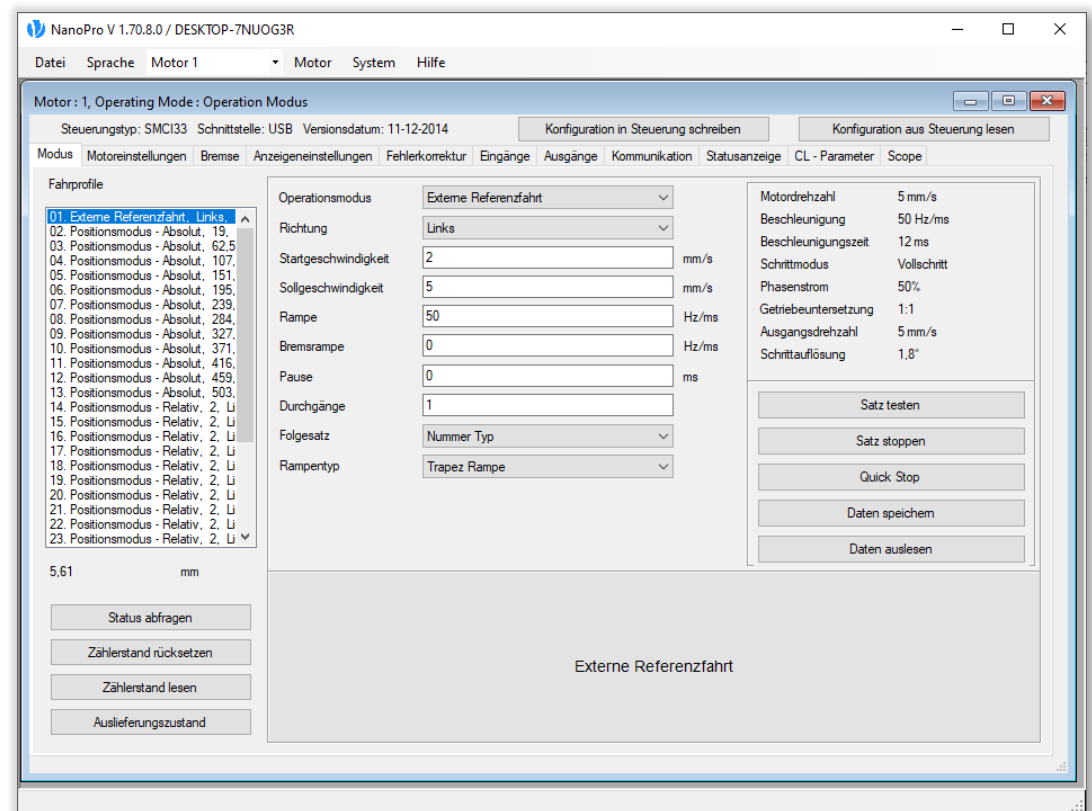 NanoPro V 1.70.8.0 / DESKTOP-7NUOG3R
Datei Sprache Motor 1 Motor System Hilfe
Motor : 1, Operating Mode : Operation Modus
Steuerungstyp: SMCI33 Schnittstelle: USB Versionsdatum: 11-12-2014 Konfiguration in Steuerung schreiben Konfiguration aus Steuerung lesen
Modus Motoreinstellungen Bremse Anzeigeneinstellungen Fehlerkorrektur Eingänge Ausgänge Kommunikation Statusanzeige CL - Parameter Scope
Fahrprofile
01. Externe Referenzfahrt, Links,
02. Positionsmodus - Absolut, 19,
03. Positionsmodus - Absolut, 62,5
04. Positionsmodus - Absolut, 107,
05. Positionsmodus - Absolut, 151,
06. Positionsmodus - Absolut, 195,
07. Positionsmodus - Absolut, 239,
08. Positionsmodus - Absolut, 284,
09. Positionsmodus - Absolut, 327,
10. Positionsmodus - Absolut, 371,
11. Positionsmodus - Absolut, 416,
12. Positionsmodus - Absolut, 459,
13. Positionsmodus - Absolut, 503,
14. Positionsmodus - Relativ, 2, Li
15. Positionsmodus - Relativ, 2, Li
16. Positionsmodus - Relativ, 2, Li
17. Positionsmodus - Relativ, 2, Li
18. Positionsmodus - Relativ, 2, Li
19. Positionsmodus - Relativ, 2, Li
20. Positionsmodus - Relativ, 2, Li
21. Positionsmodus - Relativ, 2, Li
22. Positionsmodus - Relativ, 2, Li
23. Positionsmodus - Relativ, 2, Li
5,61 mm
Status abfragen
Zählerstand rücksetzen
Zählerstand lesen
Auslieferungszustand
Operationsmodus Externe Referenzfahrt
Richtung Links
Startgeschwindigkeit 2 mm/s
Sollgeschwindigkeit 5 mm/s
Rampe 50 Hz/ms
Bremsrampe 0 Hz/ms
Pause 0 ms
Durchgänge 1
Folgesatz Nummer Typ
Rampentyp Trapez Rampe
Motordrehzahl 5 mm/s
Beschleunigung 50 Hz/ms
Beschleunigungszeit 12 ms
Schrittmodus Vollschritt
Phasenstrom 50%
Getriebeuntersetzung 1:1
Ausgangsdrehzahl 5 mm/s
Schrittauflösung 1,8°
Satz testen
Satz stoppen
Quick Stop
Daten speichern
Daten auslesen
Externe Referenzfahrt